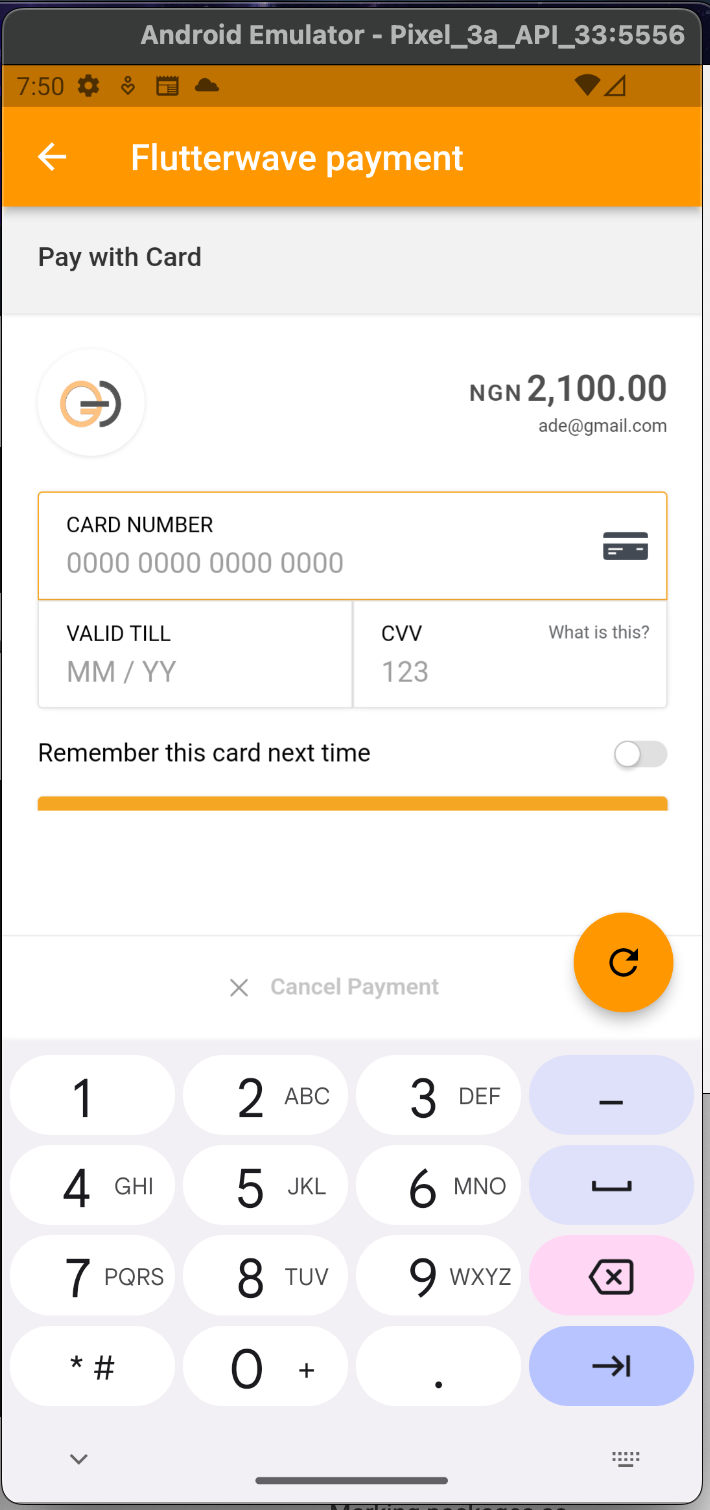 Android Emulator - Pixel_3a_API_33:5556
7:50
Flutterwave payment
Pay with Card
NGN 2,100.00
ade@gmail.com
CARD NUMBER
0000 0000 0000 0000
VALID TILL
MM / YY
CVV
What is this?
123
Remember this card next time
Cancel Payment
1
2 ABC
3 DEF
–
4 GHI
5 JKL
6 MNO
7 PQRS
8 TUV
9 WXYZ
* #
0 +
.